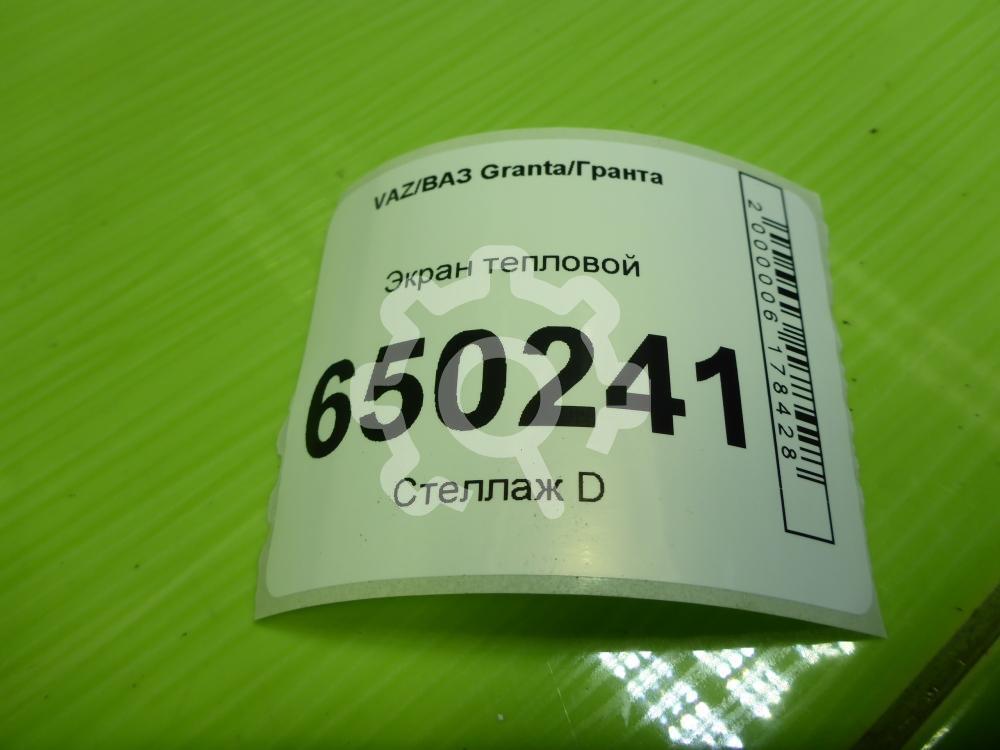 VAZ/ВАЗ Granta/Гранта
Экран тепловой
650241
Стеллаж D
2000006178428